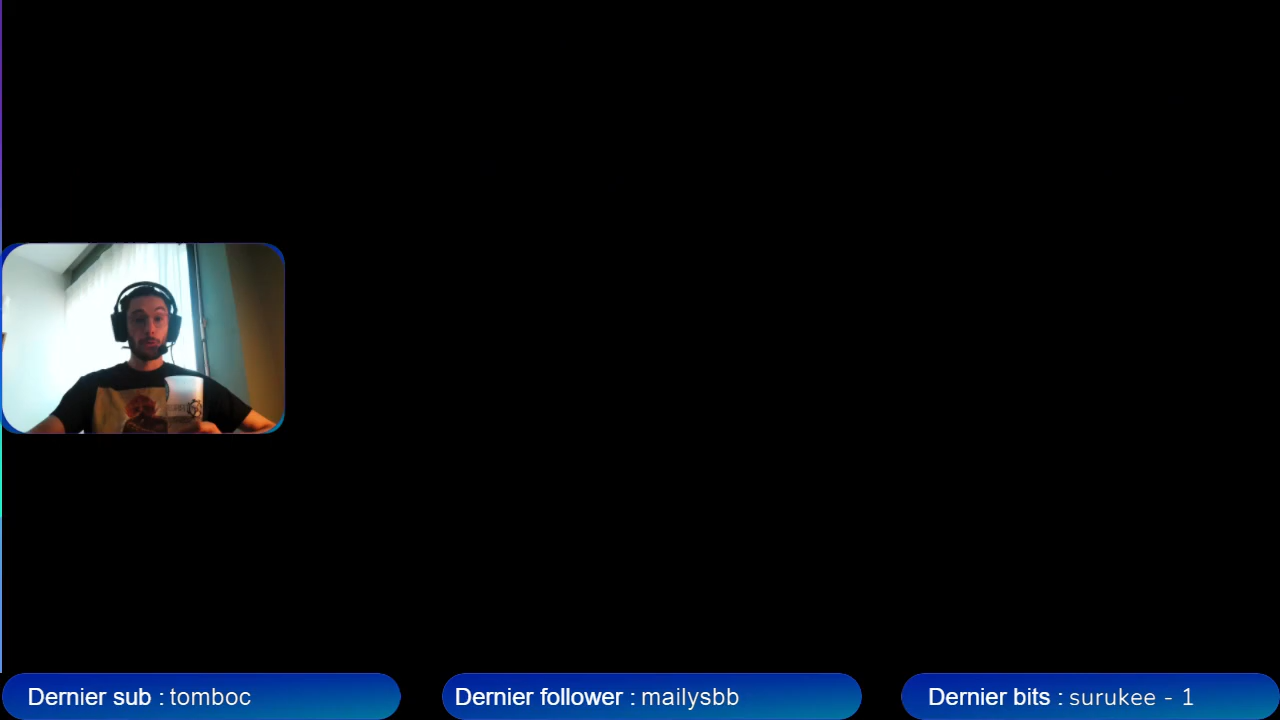 Dernier sub : tomboc
Dernier follower : mailysbb
Dernier bits : surukee - 1